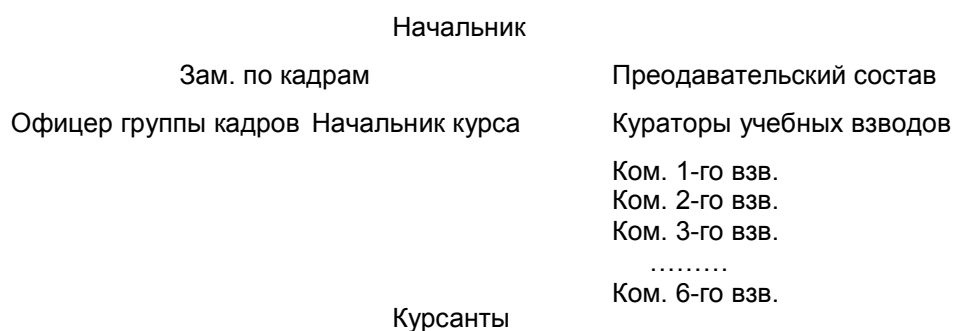 Начальник
Зам. по кадрам Преодавательский состав
Офицер группы кадров Начальник курса Кураторы учебных взводов
Ком. 1-го взв.
Ком. 2-го взв.
Ком. 3-го взв.
………
Ком. 6-го взв.
Курсанты